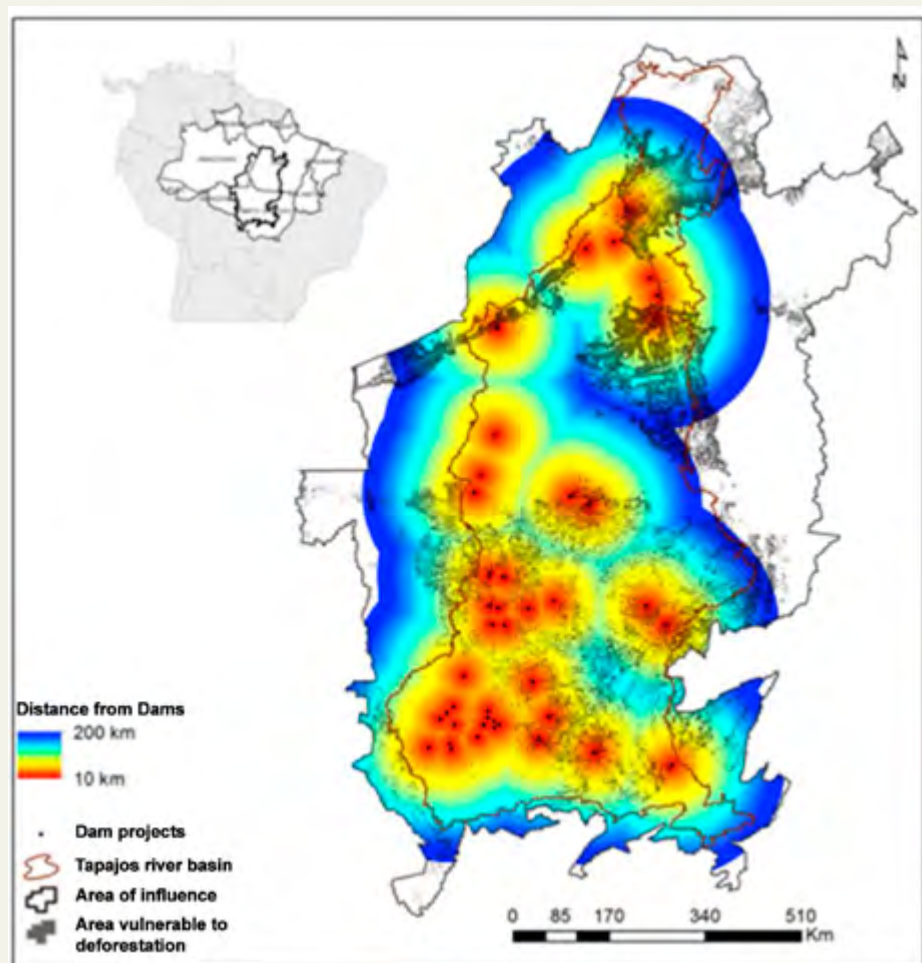 N
Distance from Dams
200 km
10 km
Dam projects
Tapajos river basin
Area of influence
Area vulnerable to
deforestation
0 85 170 340 510
Km